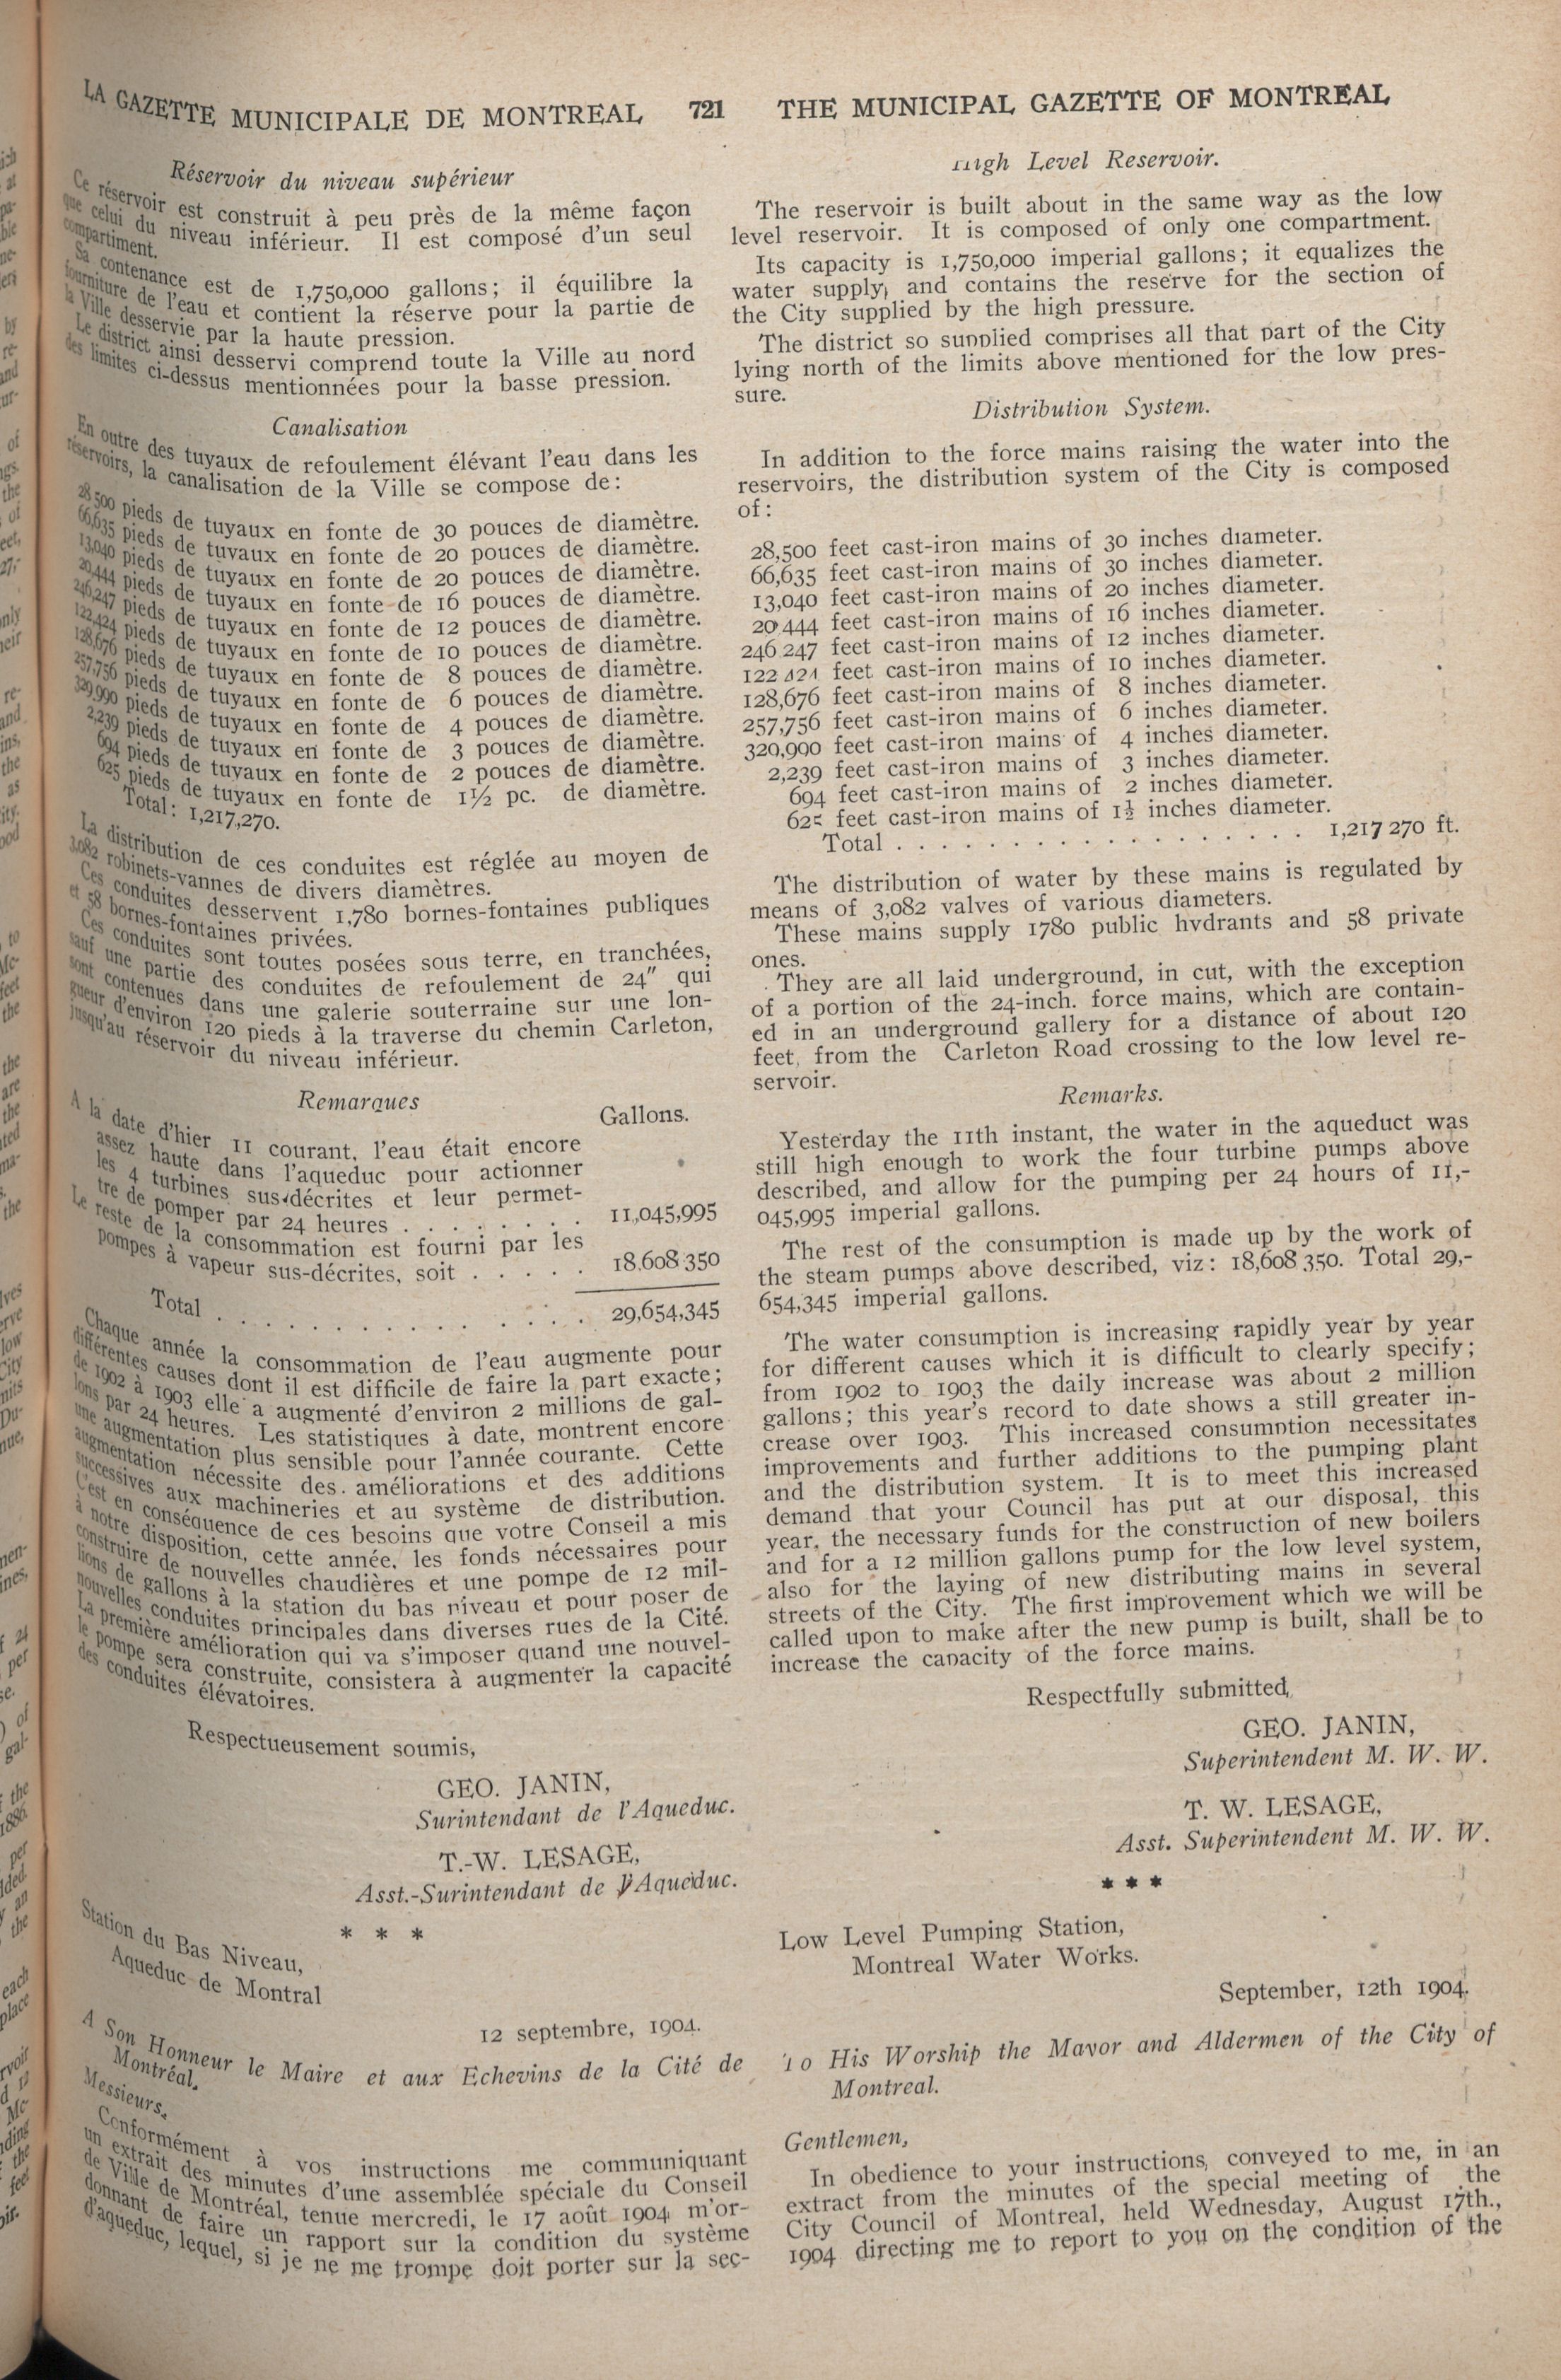 LA GAZETTE MUNICIPALE DE MONTREAL 721 THE MUNICIPAL GAZETTE OF MONTREAL
Réservoir du niveau supérieur
Ce réservoir est construit à peu près de la même façon
que celui du niveau inférieur. Il est composé d'un seul
compartiment.
Sa contenance est de 1,750,000 gallons; il équilibre la
fourniture de l'eau et contient la réserve pour la partie de
la Ville desservie par la haute pression.
Le district ainsi desservi comprend toute la Ville au nord
des limites ci-dessus mentionnées pour la basse pression.
Canalisation
En outre des tuyaux de refoulement élévant l'eau dans les
réservoirs, la canalisation de la Ville se compose de:
28,500 pieds de tuyaux en fonte de 30 pouces de diamètre.
66,635 pieds de tuvaux en fonte de 20 pouces de diamètre.
13,040 pieds de tuyaux en fonte de 20 pouces de diamètre.
20,444 pieds de tuyaux en fonte de 16 pouces de diamètre.
246,247 pieds de tuyaux en fonte de 12 pouces de diamètre.
122,424 pieds de tuyaux en fonte de 10 pouces de diamètre.
128,676 pieds de tuyaux en fonte de 8 pouces de diamètre.
257,756 pieds de tuyaux en fonte de 6 pouces de diamètre.
329,990 pieds de tuyaux en fonte de 4 pouces de diamètre.
2,239 pieds de tuyaux en fonte de 3 pouces de diamètre.
694 pieds de tuyaux en fonte de 2 pouces de diamètre.
625 pieds de tuyaux en fonte de 1½ pc. de diamètre.
Total: 1,217,270.
La distribution de ces conduites est réglée au moyen de
3,082 robinets-vannes de divers diamètres.
Ces conduites desservent 1,780 bornes-fontaines publiques
et 58 bornes-fontaines privées.
Ces conduites sont toutes posées sous terre, en tranchées,
sauf une partie des conduites de refoulement de 24" qui
sont contenues dans une galerie souterraine sur une lon-
gueur d'environ 120 pieds à la traverse du chemin Carleton,
jusqu'au réservoir du niveau inférieur.
Remarques
Gallons.
A la date d'hier 11 courant, l'eau était encore
assez haute dans l'aqueduc pour actionner
les 4 turbines sus-décrites et leur permet-
tre de pomper par 24 heures . . . . . . . . 11,045,995
Le reste de la consommation est fourni par les
pompes à vapeur sus-décrites, soit . . . . . 18,608,350
Total . . . . . . . . . . . . . . 29,654,345
Chaque année la consommation de l'eau augmente pour
différentes causes dont il est difficile de faire la part exacte;
de 1902 à 1903 elle a augmenté d'environ 2 millions de gal-
lons par 24 heures. Les statistiques à date, montrent encore
une augmentation plus sensible pour l'année courante. Cette
augmentation nécessite des améliorations et des additions
successives aux machineries et au système de distribution.
C'est en conséquence de ces besoins que votre Conseil a mis
à notre disposition, cette année, les fonds nécessaires pour
construire de nouvelles chaudières et une pompe de 12 mil-
lions de gallons à la station du bas niveau et pour poser de
nouvelles conduites principales dans diverses rues de la Cité.
La première amélioration qui va s'imposer quand une nouvel-
le pompe sera construite, consistera à augmenter la capacité
des conduites élévatoires.
Respectueusement soumis,
GEO. JANIN,
Surintendant de l'Aqueduc.
T.-W. LESAGE,
Asst.-Surintendant de l'Aqueduc.
* * *
Station du Bas Niveau,
Aqueduc de Montral
12 septembre, 1904.
A Son Honneur le Maire et aux Echevins de la Cité de
Montréal.
Messieurs,
Conformément à vos instructions me communiquant
un extrait des minutes d'une assemblée spéciale du Conseil
de Ville de Montréal, tenue mercredi, le 17 août 1904 m'or-
donnant de faire un rapport sur la condition du système
d'aqueduc, lequel, si je ne me trompe doit porter sur la sec-
High Level Reservoir.
The reservoir is built about in the same way as the low
level reservoir. It is composed of only one compartment.
Its capacity is 1,750,000 imperial gallons; it equalizes the
water supply, and contains the reserve for the section of
the City supplied by the high pressure.
The district so supplied comprises all that part of the City
lying north of the limits above mentioned for the low pres-
sure.
Distribution System.
In addition to the force mains raising the water into the
reservoirs, the distribution system of the City is composed
of:
28,500 feet cast-iron mains of 30 inches diameter.
66,635 feet cast-iron mains of 30 inches diameter.
13,040 feet cast-iron mains of 20 inches diameter.
20,444 feet cast-iron mains of 16 inches diameter.
246,247 feet cast-iron mains of 12 inches diameter.
122,424 feet cast-iron mains of 10 inches diameter.
128,676 feet cast-iron mains of 8 inches diameter.
257,756 feet cast-iron mains of 6 inches diameter.
329,990 feet cast-iron mains of 4 inches diameter.
2,239 feet cast-iron mains of 3 inches diameter.
694 feet cast-iron mains of 2 inches diameter.
625 feet cast-iron mains of 1½ inches diameter.
Total . . . . . . . . . . . . . . . 1,217 270 ft.
The distribution of water by these mains is regulated by
means of 3,082 valves of various diameters.
These mains supply 1780 public hydrants and 58 private
ones.
They are all laid underground, in cut, with the exception
of a portion of the 24-inch. force mains, which are contain-
ed in an underground gallery for a distance of about 120
feet, from the Carleton Road crossing to the low level re-
servoir.
Remarks.
Yesterday the 11th instant, the water in the aqueduct was
still high enough to work the four turbine pumps above
described, and allow for the pumping per 24 hours of 11,-
045,995 imperial gallons.
The rest of the consumption is made up by the work of
the steam pumps above described, viz: 18,608,350. Total 29,-
654,345 imperial gallons.
The water consumption is increasing rapidly year by year
for different causes which it is difficult to clearly specify;
from 1902 to 1903 the daily increase was about 2 million
gallons; this year's record to date shows a still greater in-
crease over 1903. This increased consumption necessitates
improvements and further additions to the pumping plant
and the distribution system. It is to meet this increased
demand that your Council has put at our disposal, this
year, the necessary funds for the construction of new boilers
and for a 12 million gallons pump for the low level system,
also for the laying of new distributing mains in several
streets of the City. The first improvement which we will be
called upon to make after the new pump is built, shall be to
increase the capacity of the force mains.
Respectfully submitted,
GEO. JANIN,
Superintendent M. W. W.
T. W. LESAGE,
Asst. Superintendent M. W. W.
* * *
Low Level Pumping Station,
Montreal Water Works.
September, 12th 1904.
To His Worship the Mayor and Aldermen of the City of
Montreal.
Gentlemen,
In obedience to your instructions, conveyed to me, in an
extract from the minutes of the special meeting of the
City Council of Montreal, held Wednesday, August 17th.,
1904 directing me to report to you on the condition of the